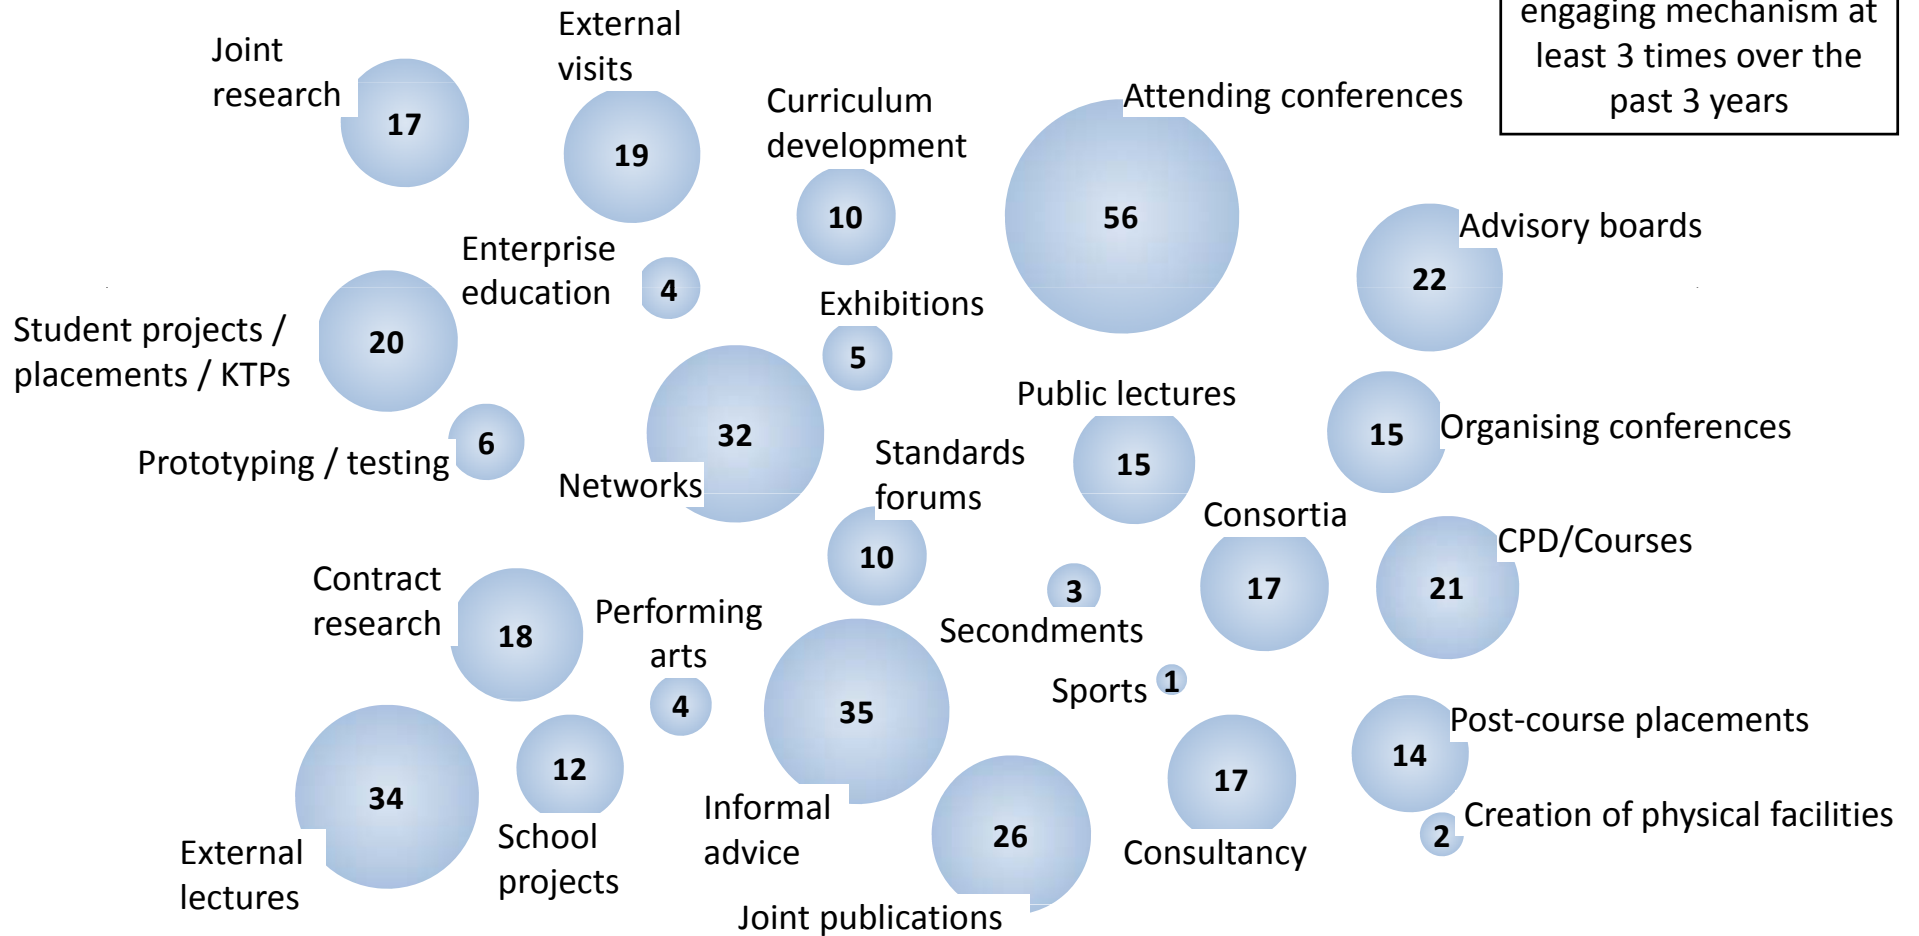 engaging mechanism at
least 3 times over the
past 3 years
Joint
research
17
External
visits
19
Curriculum
development
10
Attending conferences
56
Advisory boards
22
Enterprise
education
4
Exhibitions
5
Student projects /
placements / KTPs
20
Prototyping / testing
6
Networks
32
Public lectures
15
Organising conferences
15
Standards
forums
10
Consortia
17
CPD/Courses
21
Contract
research
18
Performing
arts
4
Secondments
3
Sports
1
Informal
advice
35
External
lectures
34
School
projects
12
Joint publications
26
Consultancy
17
Post-course placements
14
Creation of physical facilities
2